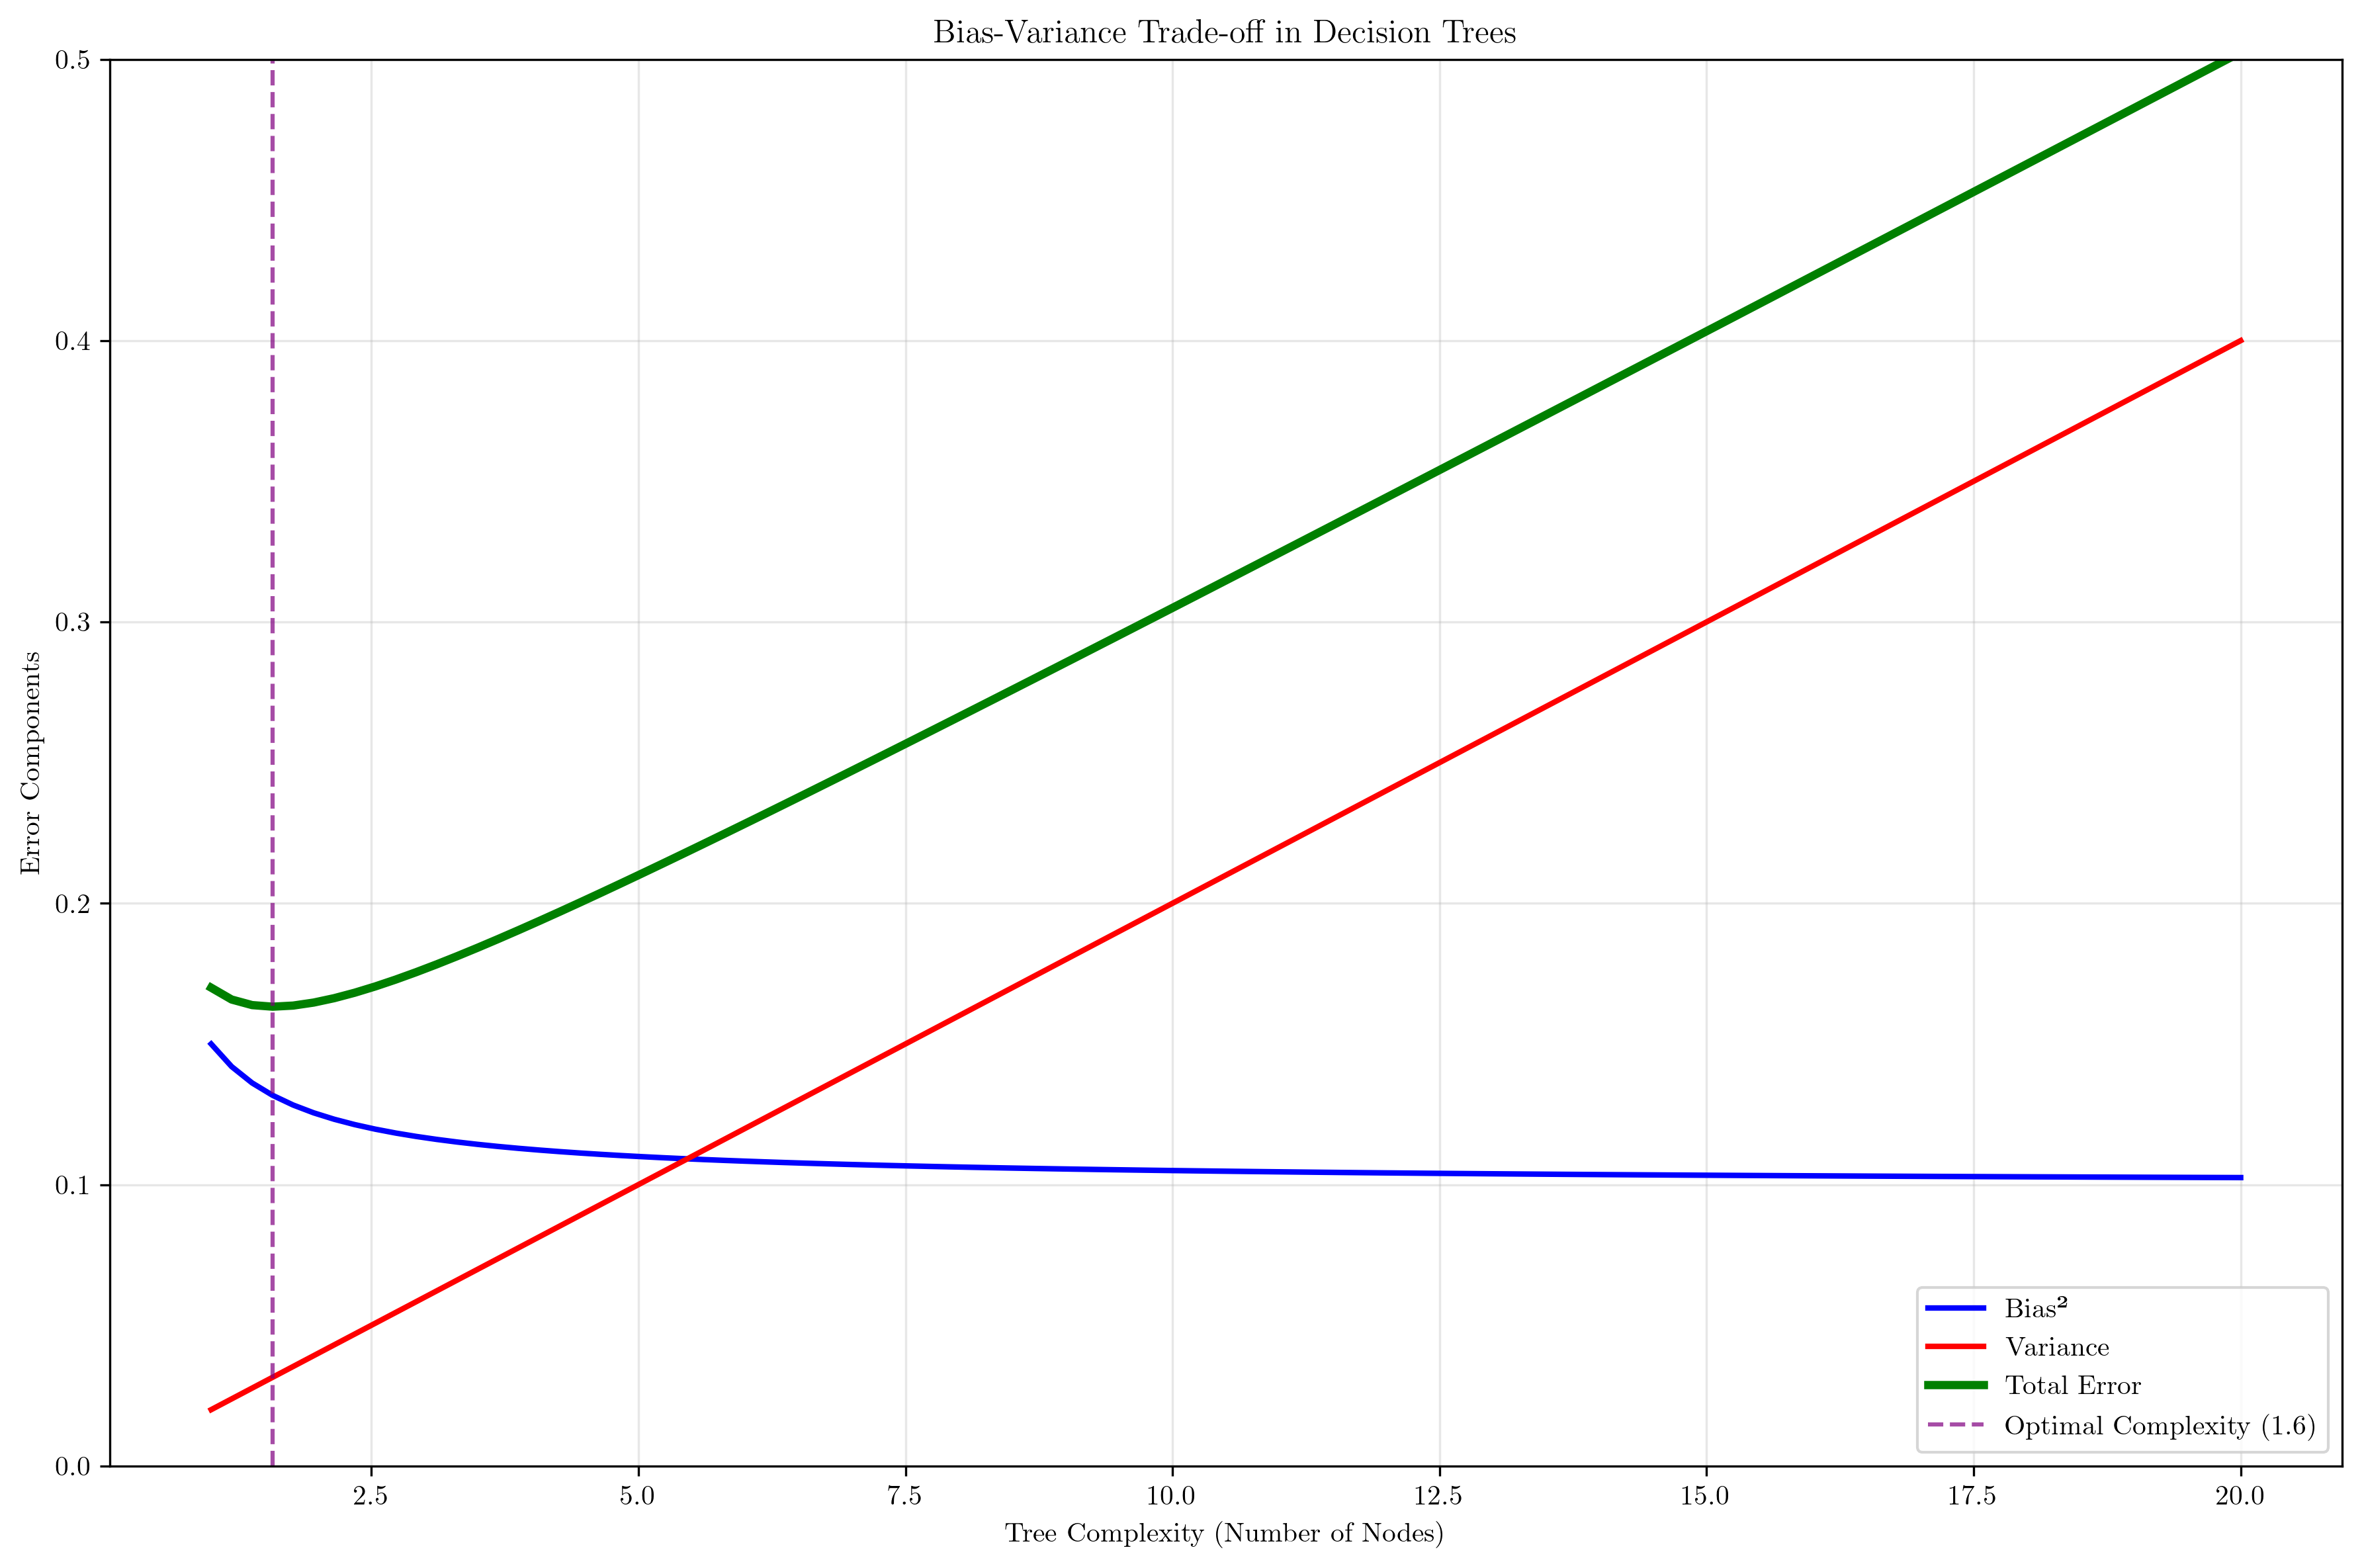 Bias-Variance Trade-off in Decision Trees
0.5
0.4
0.3
0.2
0.1
0.0
Error Components
2.5 5.0 7.5 10.0 12.5 15.0 17.5 20.0
Tree Complexity (Number of Nodes)
Bias²
Variance
Total Error
Optimal Complexity (1.6)